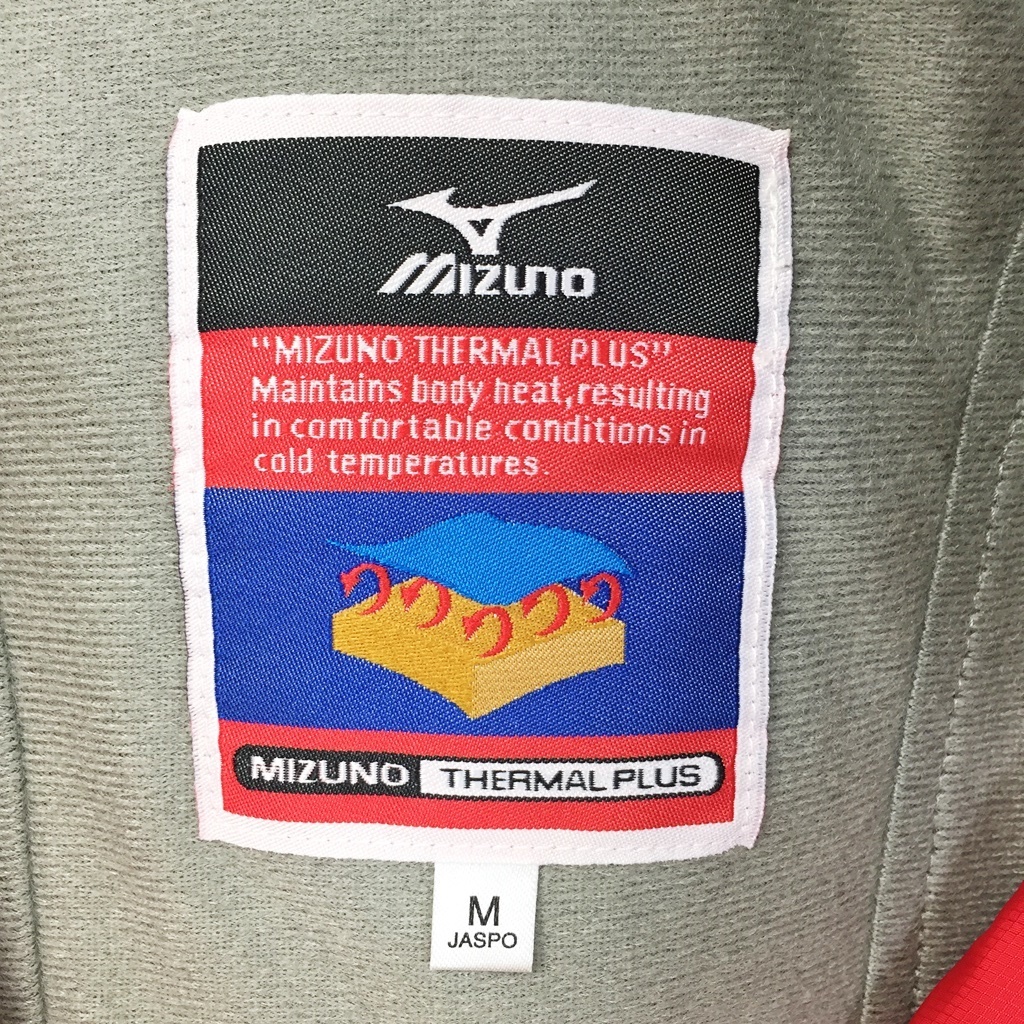 MIZUNO
"MIZUNO THERMAL PLUS"
Maintains body heat,resulting
in comfortable conditions in
cold temperatures.
MIZUNO THERMAL PLUS
M
JASPO